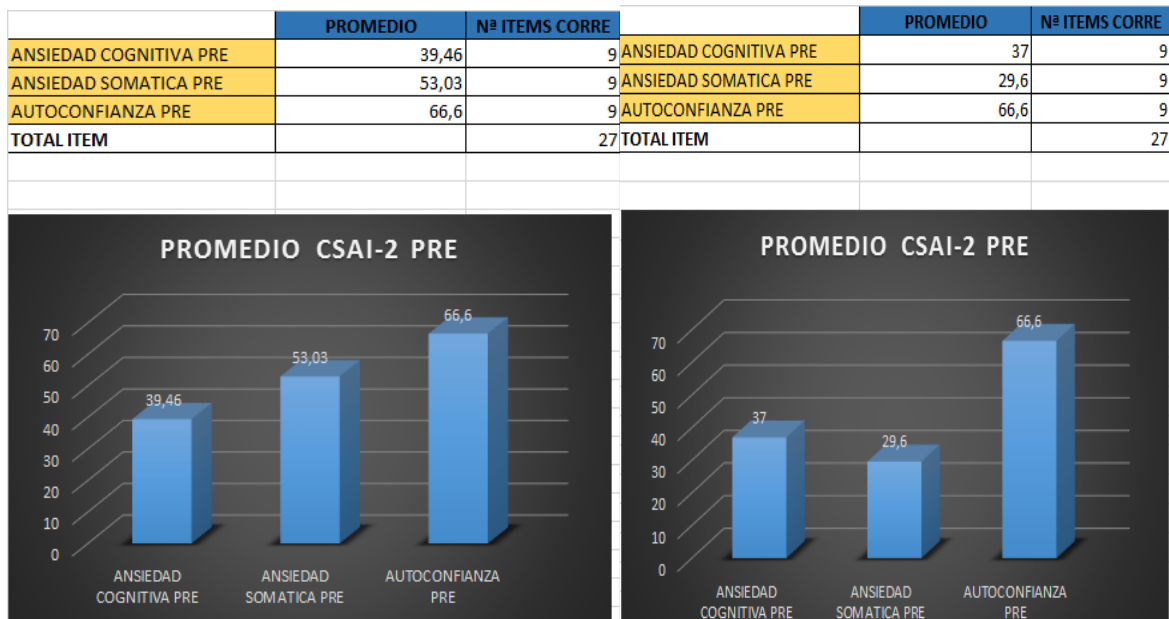 PROMEDIO Nª ITEMS CORRE
ANSIEDAD COGNITIVA PRE 39,46 9
ANSIEDAD SOMATICA PRE 53,03 9
AUTOCONFIANZA PRE 66,6 9
TOTAL ITEM 27
PROMEDIO CSAI-2 PRE
70
60
50
40
30
20
10
0
39,46
53,03
66,6
ANSIEDAD
COGNITIVA PRE
ANSIEDAD
SOMATICA PRE
AUTOCONFIANZA
PRE
PROMEDIO Nª ITEMS CORRE
ANSIEDAD COGNITIVA PRE 37 9
ANSIEDAD SOMATICA PRE 29,6 9
AUTOCONFIANZA PRE 66,6 9
TOTAL ITEM 27
PROMEDIO CSAI-2 PRE
70
60
50
40
30
20
10
0
37
29,6
66,6
ANSIEDAD
COGNITIVA PRE
ANSIEDAD
SOMATICA PRE
AUTOCONFIANZA
PRE